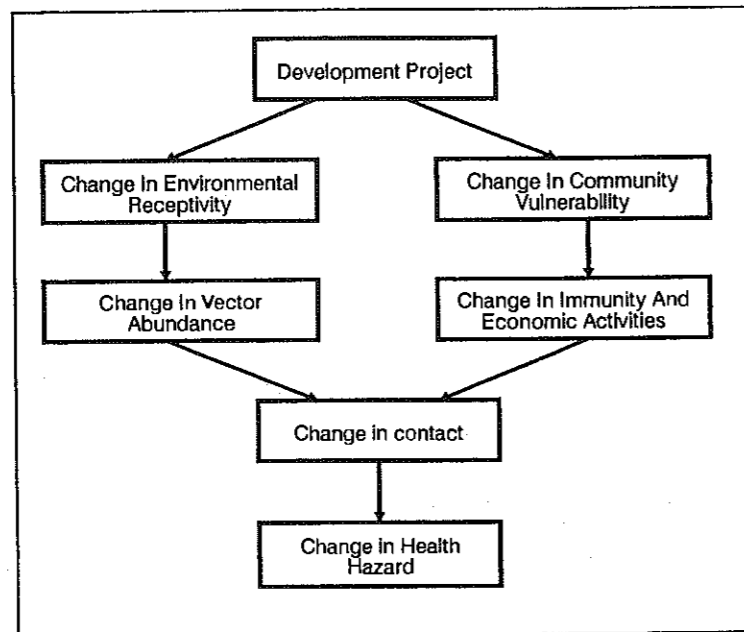 Development Project
Change In Environmental
Receptivity
Change In Community
Vulnerability
Change In Vector
Abundance
Change In Immunity And
Economic Activities
Change in contact
Change in Health
Hazard